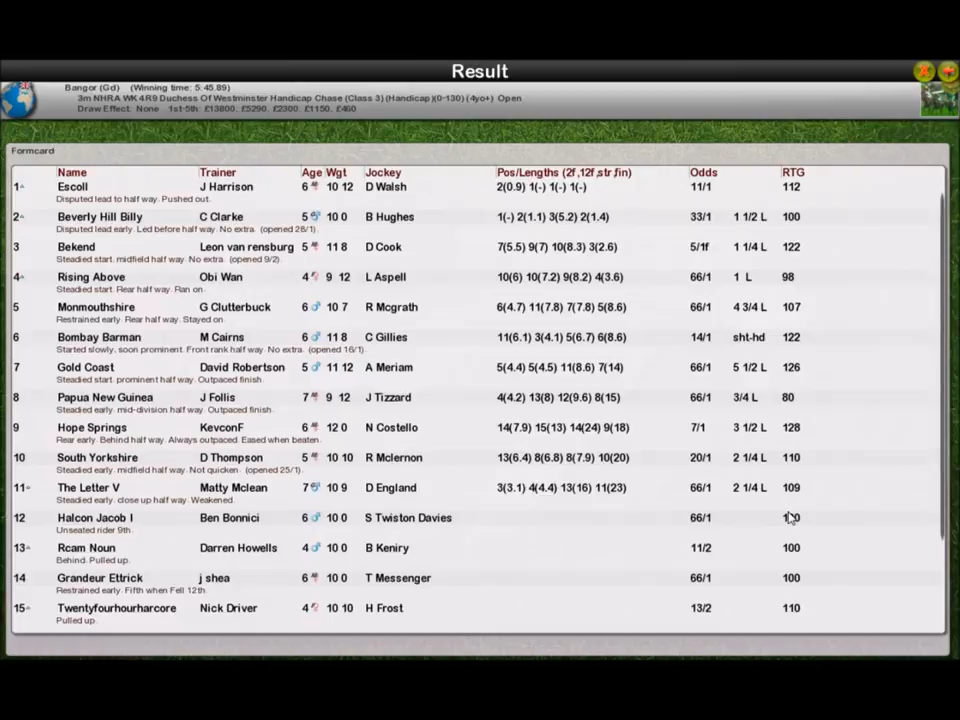 Result
Bangor (Gd) (Winning time: 5:45.89)
3m NHRA WK 4 R9 Duchess Of Westminster Handicap Chase (Class 3) (Handicap)(0-130) (4yo+) Open
Draw Effect: None 1st-5th: £13800, £5290, £2300, £1150, £460
Formcard
Name Trainer Age Wgt Jockey Pos/Lengths (2f,12f,str,fin) Odds RTG
1 Escoll J Harrison 6 10 12 D Walsh 2(0.9) 1(-) 1(-) 1(-) 11/1 112
Disputed lead to half way. Pushed out.
2 Beverly Hill Billy C Clarke 5 10 0 B Hughes 1(-) 2(1.1) 3(5.2) 2(1.4) 33/1 1 1/2 L 100
Disputed lead early. Led before half way. No extra. (opened 28/1)
3 Bekend Leon van rensburg 5 11 8 D Cook 7(5.5) 9(7) 10(8.3) 3(2.6) 5/1f 1 1/4 L 122
Steadied start. midfield half way. No extra. (opened 9/2)
4 Rising Above Obi Wan 4 9 12 L Aspell 10(6) 10(7.2) 9(8.2) 4(3.6) 66/1 1 L 98
Steadied start. Rear half way. Ran on.
5 Monmouthshire G Clutterbuck 6 10 7 R Mcgrath 6(4.7) 11(7.8) 7(7.8) 5(8.6) 66/1 4 3/4 L 107
Restrained early. Rear half way. Stayed on.
6 Bombay Barman M Cairns 6 11 8 C Gillies 11(6.1) 3(4.1) 5(6.7) 6(8.6) 14/1 sht-hd 122
Started slowly, soon prominent. Front rank half way. No extra. (opened 16/1)
7 Gold Coast David Robertson 5 11 12 A Meriam 5(4.4) 5(4.5) 11(8.6) 7(14) 66/1 5 1/2 L 126
Steadied start. prominent half way. Outpaced finish.
8 Papua New Guinea J Follis 7 9 12 J Tizzard 4(4.2) 13(8) 12(9.6) 8(15) 66/1 3/4 L 80
Steadied early. mid-division half way. Outpaced finish.
9 Hope Springs KevconF 6 12 0 N Costello 14(7.9) 15(13) 14(24) 9(18) 7/1 3 1/2 L 128
Rear early. Behind half way. Always outpaced. Eased when beaten.
10 South Yorkshire D Thompson 5 10 10 R Mclernon 13(6.4) 8(6.8) 8(7.9) 10(20) 20/1 2 1/4 L 110
Steadied early. midfield half way. Not quicken. (opened 25/1)
11 The Letter V Matty Mclean 7 10 9 D England 3(3.1) 4(4.4) 13(16) 11(23) 66/1 2 1/4 L 109
Steadied early. close up half way. Weakened.
12 Halcon Jacob I Ben Bonnici 6 10 0 S Twiston Davies 66/1
Unseated rider 9th.
13 Rcam Noun Darren Howells 4 10 0 B Keniry 11/2 100
Behind. Pulled up.
14 Grandeur Ettrick j shea 6 10 0 T Messenger 66/1 100
Restrained early. Fifth when Fell 12th.
15 Twentyfourhourharcore Nick Driver 4 10 10 H Frost 13/2 110
Pulled up.